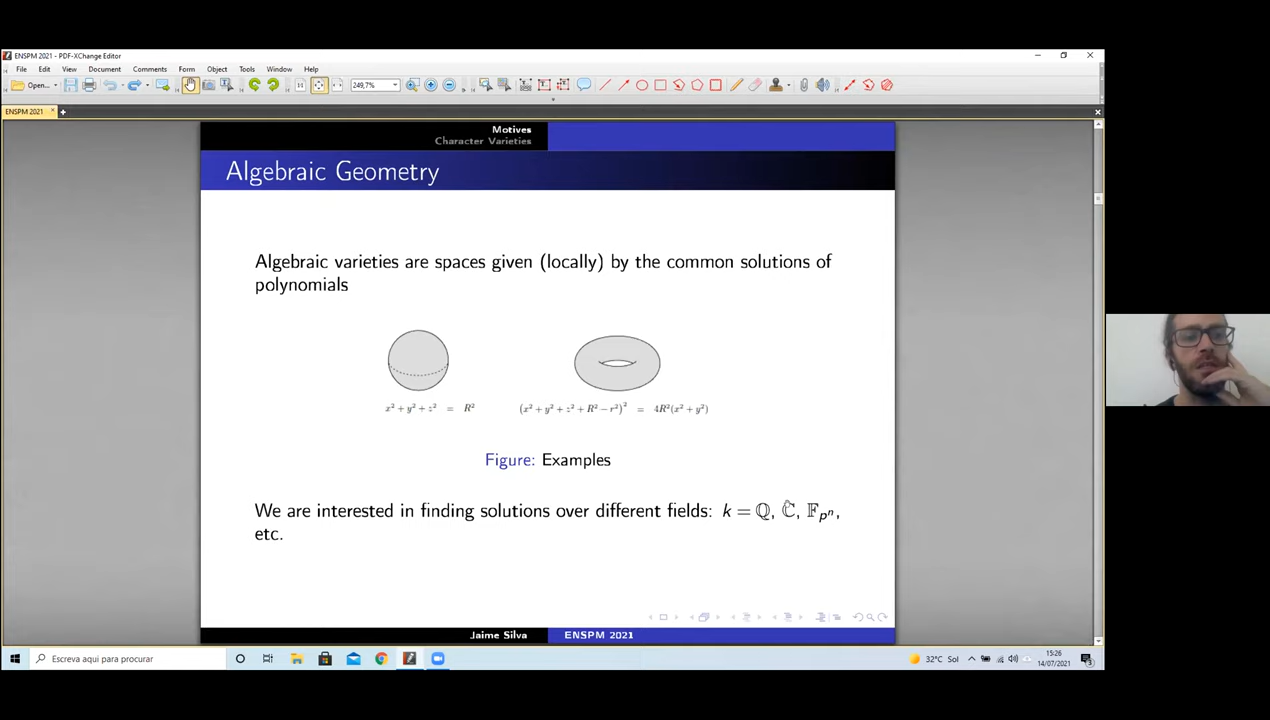 ENSPM 2021 - PDF-XChange Editor
File Edit View Document Comments Form Object Tools Window Help
Open...
249,7%
ENSPM 2021
Motives
Character Varieties
Algebraic Geometry
Algebraic varieties are spaces given (locally) by the common solutions of
polynomials
x² + y² + z² = R²
(x² + y² + z² + R² − r²)² = 4R²(x² + y²)
Figure: Examples
We are interested in finding solutions over different fields: k = ℚ, ℂ, 𝔽_{pⁿ},
etc.
Jaime Silva ENSPM 2021
Escreva aqui para procurar
32°C Sol
15:26
14/07/2021